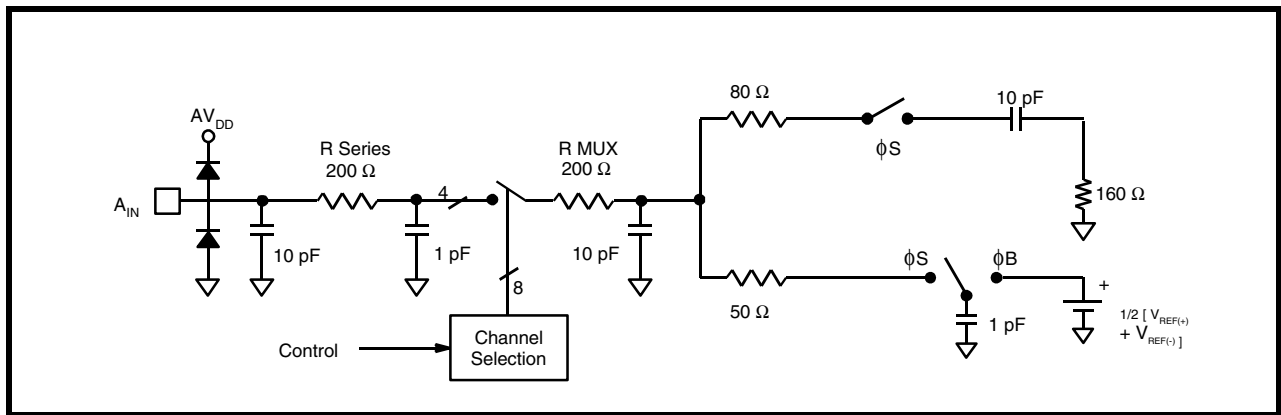 AV_DD
A_IN
R Series
200 Ω
10 pF
1 pF
4
8
Control
Channel
Selection
R MUX
200 Ω
10 pF
80 Ω
ϕS
10 pF
160 Ω
50 Ω
ϕS
ϕB
1 pF
+
1/2 [ V_REF(+)
+ V_REF(-) ]